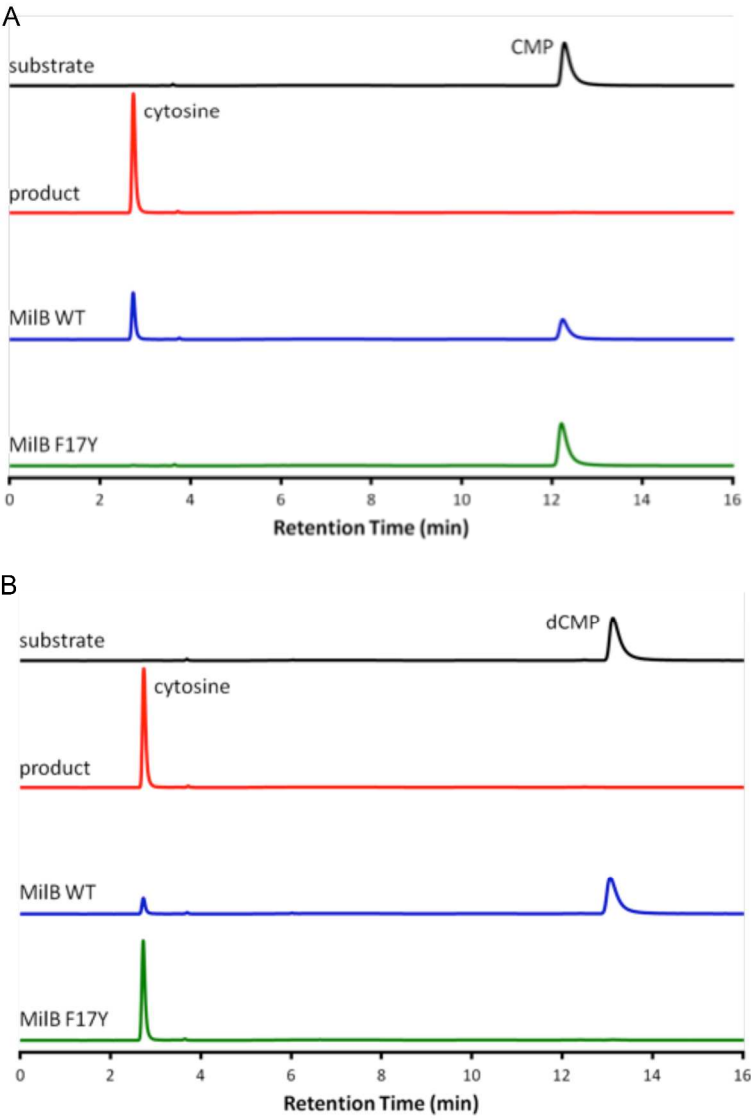 A
substrate
CMP
cytosine
product
MilB WT
MilB F17Y
0 2 4 6 8 10 12 14 16
Retention Time (min)
B
substrate
dCMP
cytosine
product
MilB WT
MilB F17Y
0 2 4 6 8 10 12 14 16
Retention Time (min)